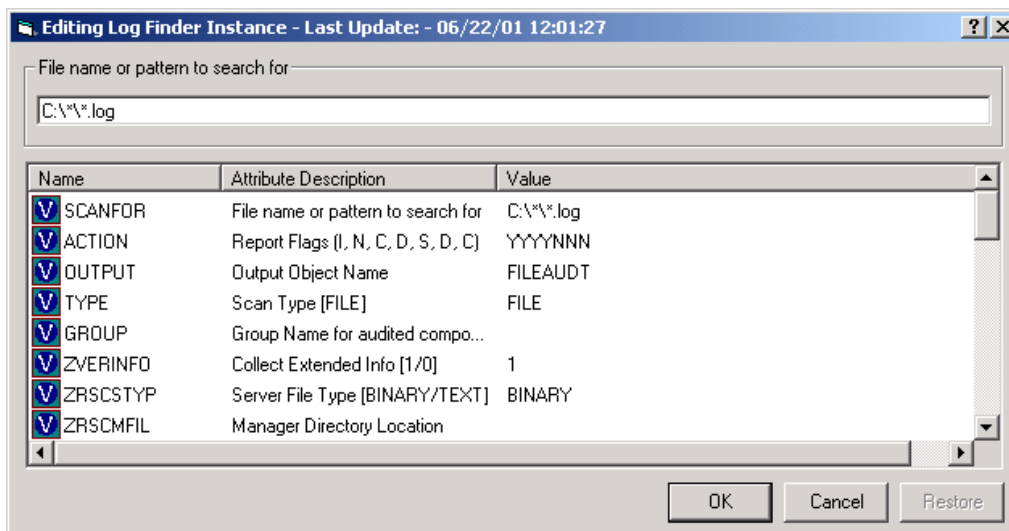 Editing Log Finder Instance - Last Update: - 06/22/01 12:01:27
File name or pattern to search for
C:\*\*.log
Name Attribute Description Value
V SCANFOR File name or pattern to search for C:\*\*.log
V ACTION Report Flags (I, N, C, D, S, D, C) YYYYNNN
V OUTPUT Output Object Name FILEAUDT
V TYPE Scan Type [FILE] FILE
V GROUP Group Name for audited compo...
V ZVERINFO Collect Extended Info [1/0] 1
V ZRSCSTYP Server File Type [BINARY/TEXT] BINARY
V ZRSCMFIL Manager Directory Location
OK Cancel Restore